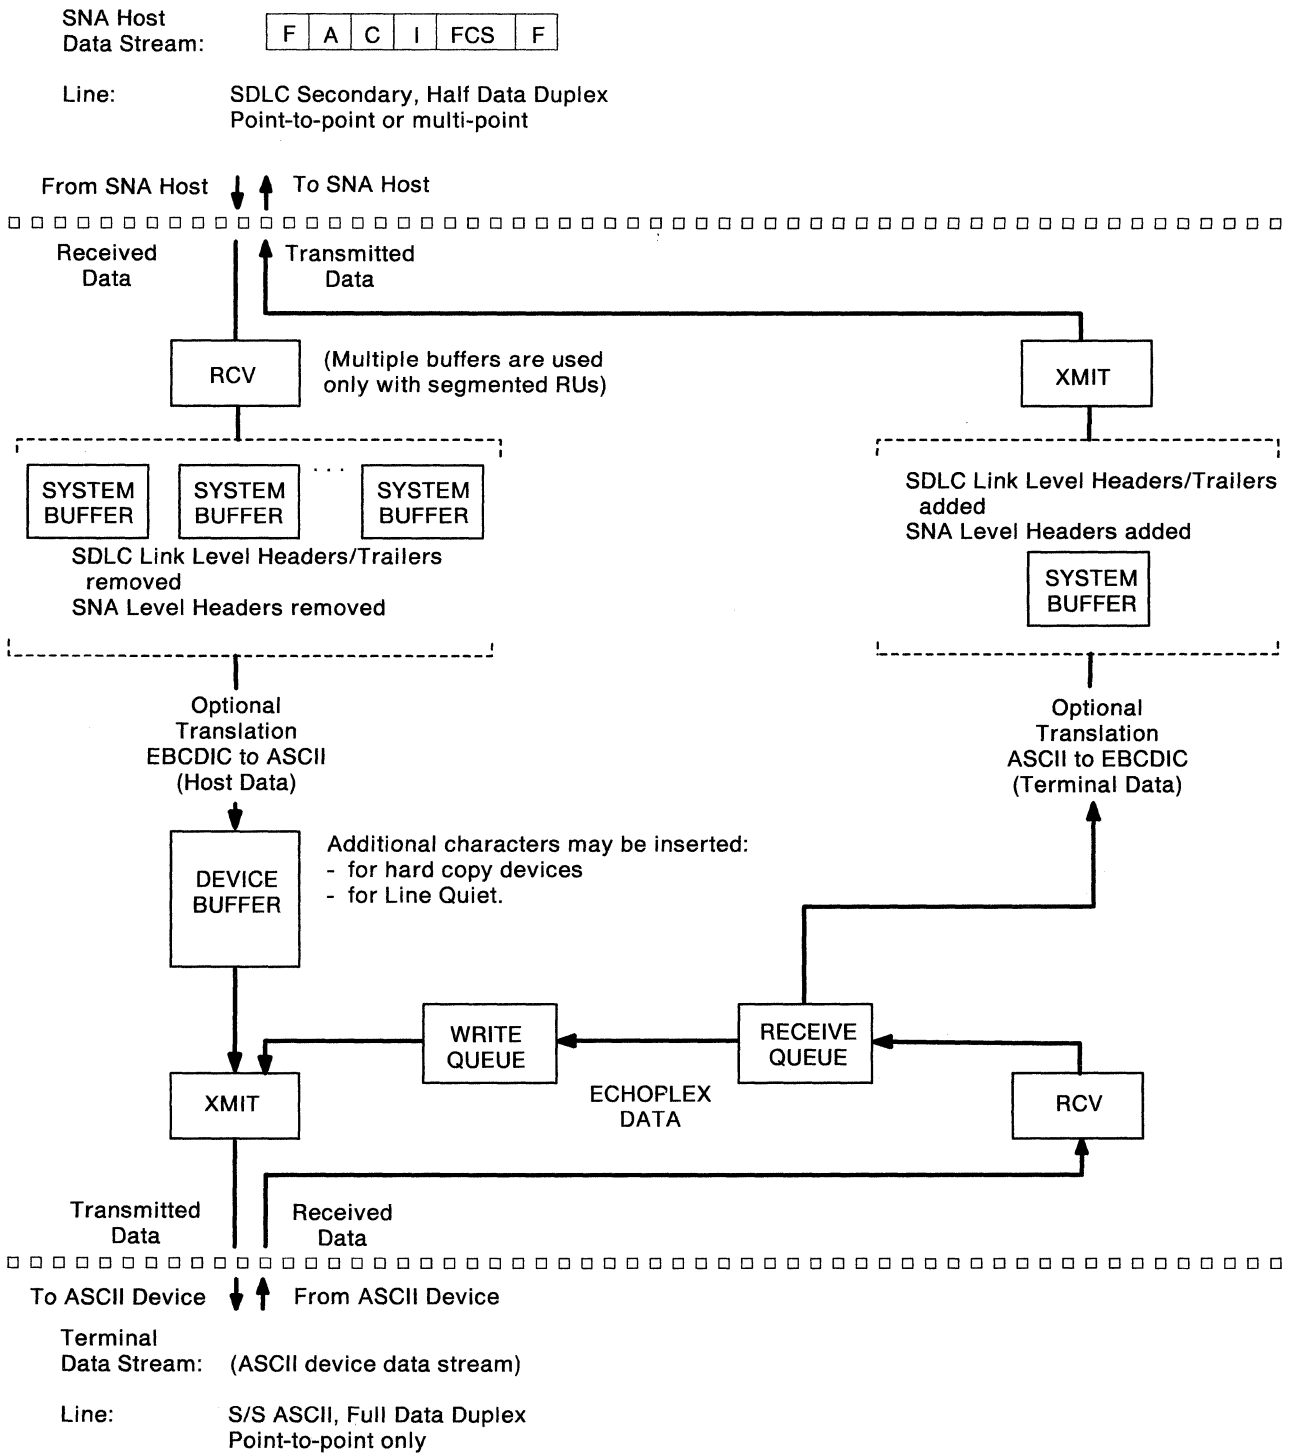 SNA Host
Data Stream:
F A C I FCS F
Line:
SDLC Secondary, Half Data Duplex
Point-to-point or multi-point
From SNA Host
To SNA Host
Received
Data
Transmitted
Data
RCV
(Multiple buffers are used
only with segmented RUs)
XMIT
SYSTEM
BUFFER
SYSTEM
BUFFER
. . .
SYSTEM
BUFFER
SDLC Link Level Headers/Trailers
removed
SNA Level Headers removed
SDLC Link Level Headers/Trailers
added
SNA Level Headers added
SYSTEM
BUFFER
Optional
Translation
EBCDIC to ASCII
(Host Data)
Optional
Translation
ASCII to EBCDIC
(Terminal Data)
DEVICE
BUFFER
Additional characters may be inserted:
- for hard copy devices
- for Line Quiet.
WRITE
QUEUE
RECEIVE
QUEUE
ECHOPLEX
DATA
XMIT
RCV
Transmitted
Data
Received
Data
To ASCII Device
From ASCII Device
Terminal
Data Stream:
(ASCII device data stream)
Line:
S/S ASCII, Full Data Duplex
Point-to-point only